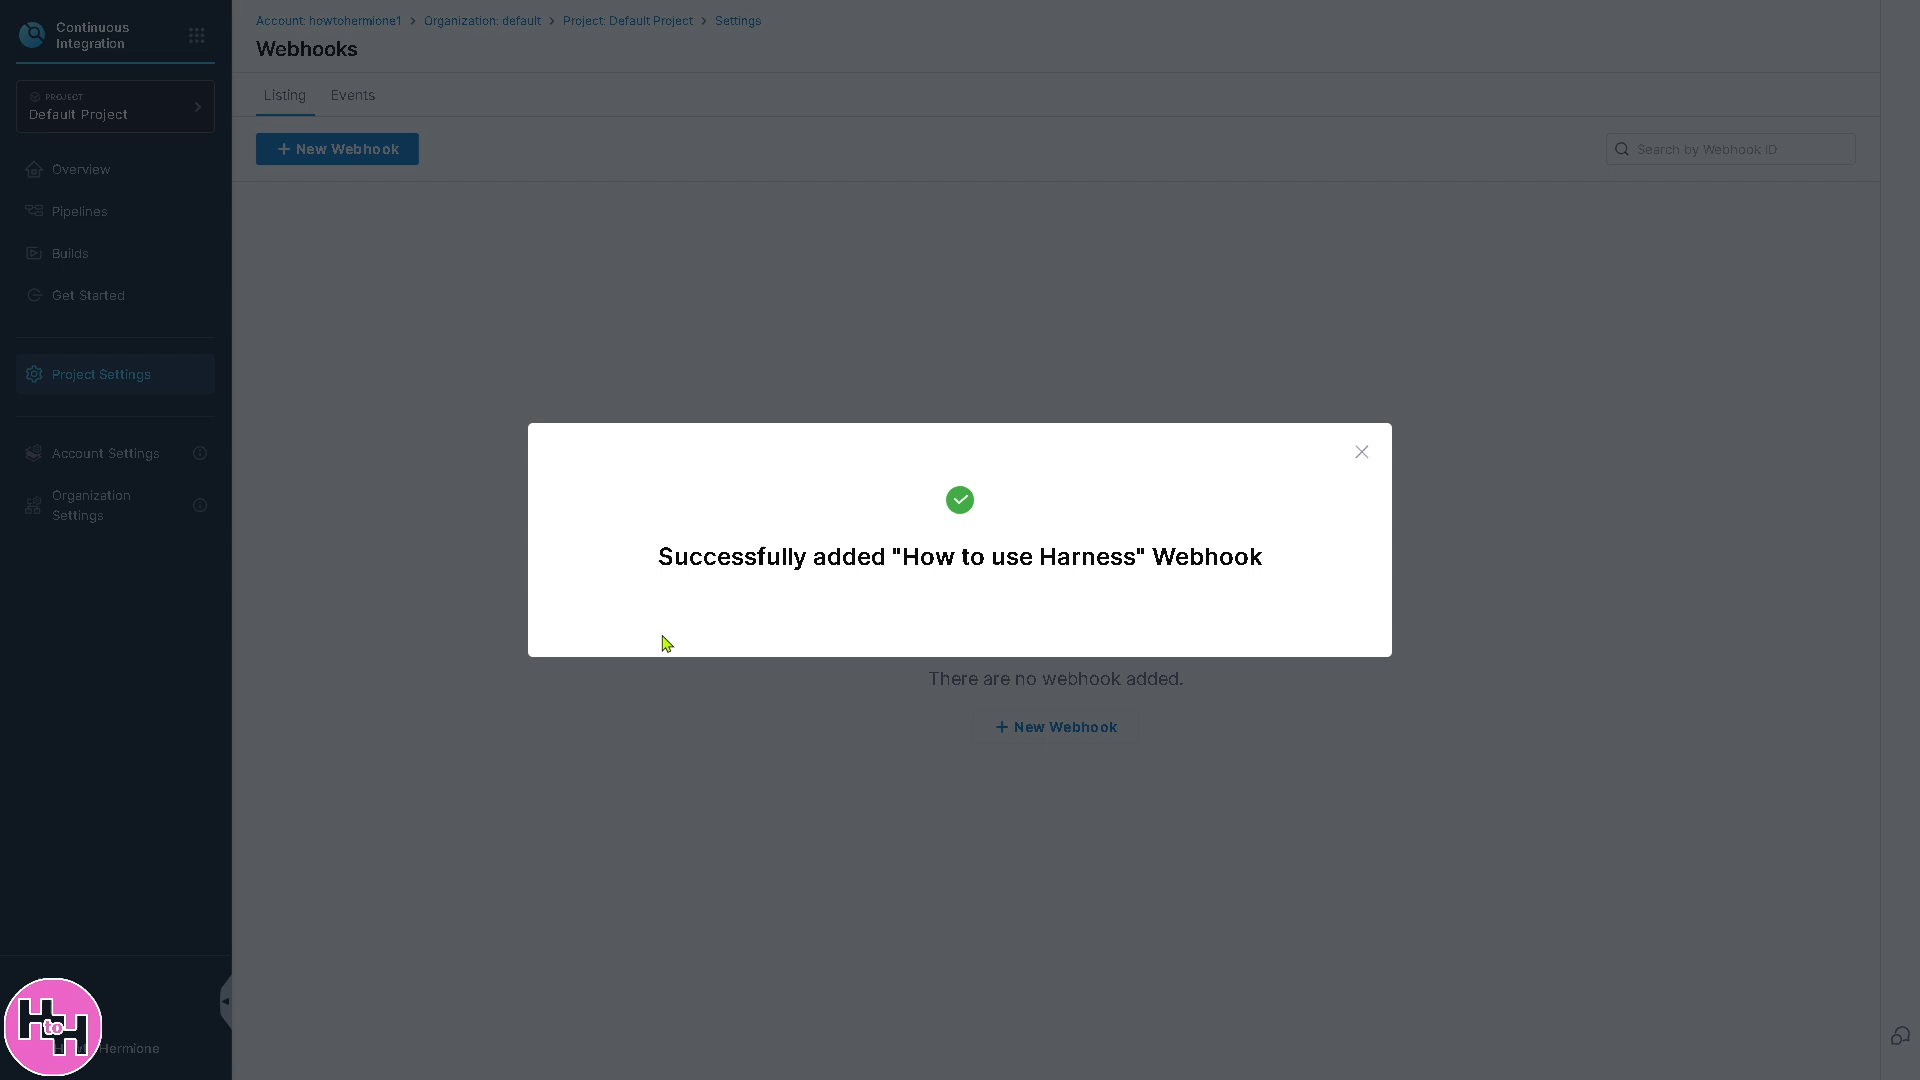 Continuous
Integration
Account: howtohermione1 > Organization: default > Project: Default Project > Settings
Webhooks
PROJECT
Default Project
Listing
Events
+ New Webhook
Search by Webhook ID
Overview
Pipelines
Builds
Get Started
Project Settings
Account Settings
Organization
Settings
Successfully added "How to use Harness" Webhook
There are no webhook added.
+ New Webhook
H to H
Hermione